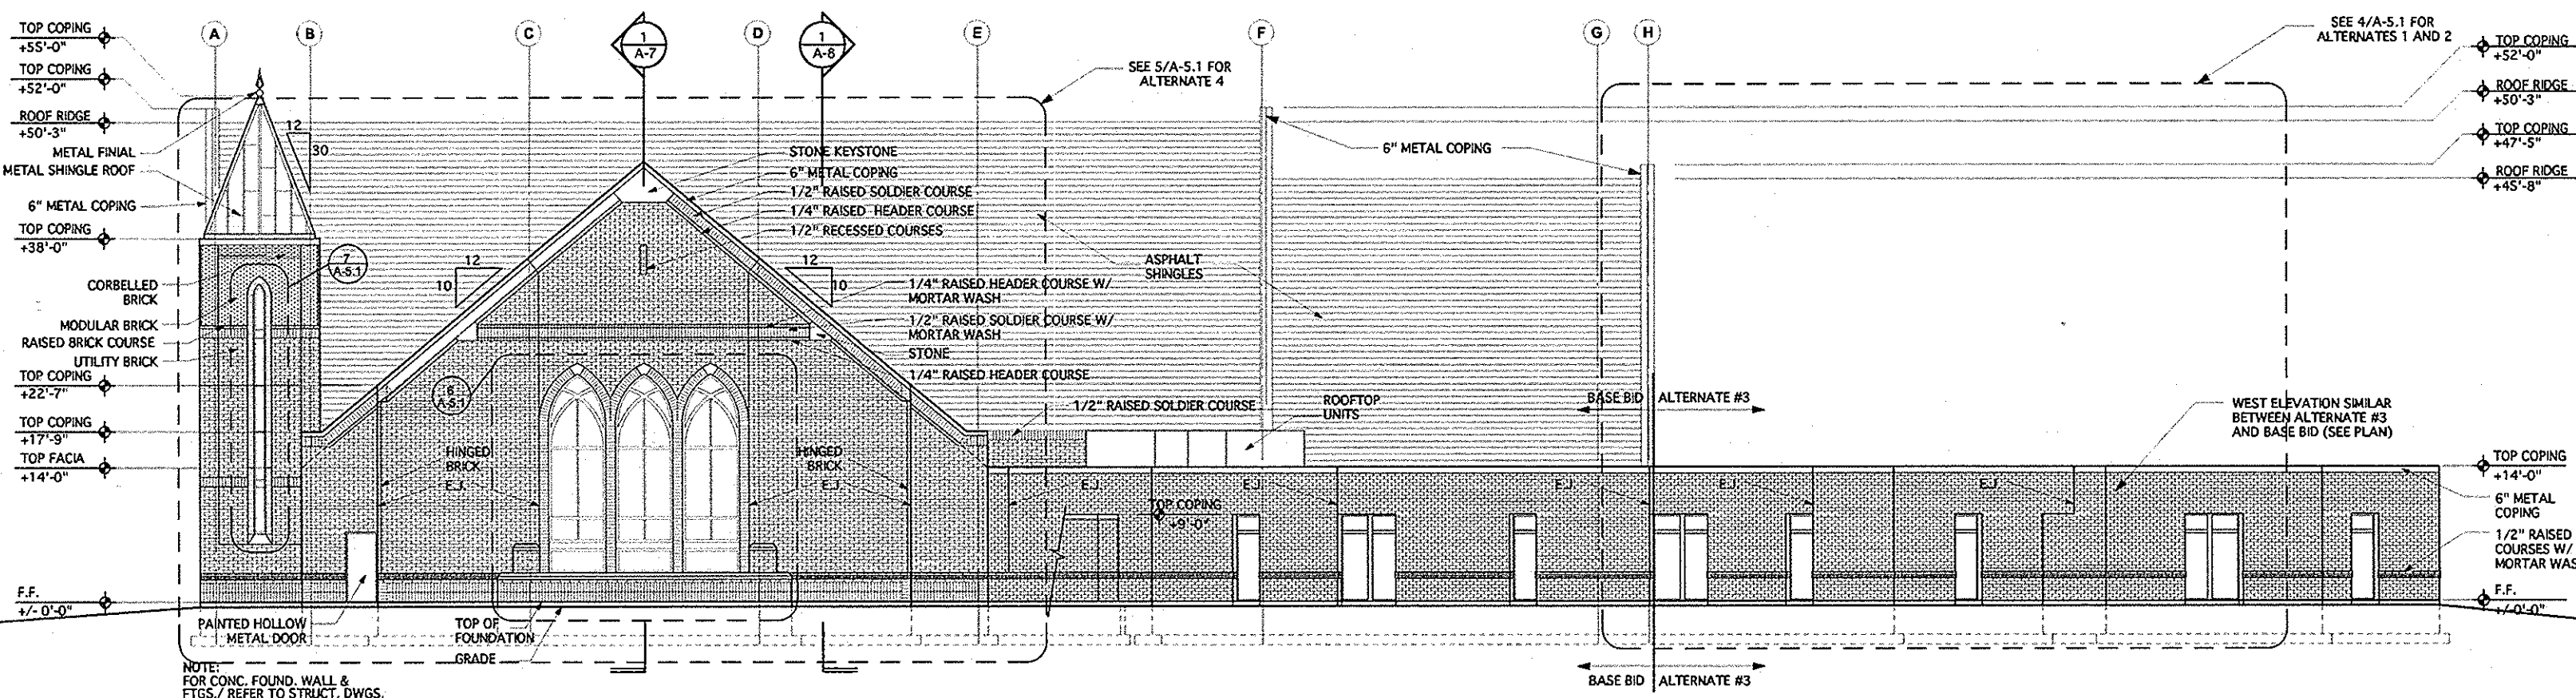 TOP COPING
+55'-0"
TOP COPING
+52'-0"
ROOF RIDGE
+50'-3"
METAL FINIAL
METAL SHINGLE ROOF
6" METAL COPING
TOP COPING
+38'-0"
CORBELLED
BRICK
MODULAR BRICK
RAISED BRICK COURSE
UTILITY BRICK
TOP COPING
+22'-7"
TOP COPING
+17'-9"
TOP FACIA
+14'-0"
F.F.
+/- 0'-0"
A
B
C
1
A-7
D
1
A-8
E
F
G
H
12
30
7
A-5.1
12
10
12
10
6
A-5.1
SEE 5/A-5.1 FOR
ALTERNATE 4
SEE 4/A-5.1 FOR
ALTERNATES 1 AND 2
STONE KEYSTONE
6" METAL COPING
1/2" RAISED SOLDIER COURSE
1/4" RAISED HEADER COURSE
1/2" RECESSED COURSES
1/4" RAISED HEADER COURSE W/
MORTAR WASH
1/2" RAISED SOLDIER COURSE W/
MORTAR WASH
STONE
1/4" RAISED HEADER COURSE
6" METAL COPING
ASPHALT
SHINGLES
1/2" RAISED SOLDIER COURSE
ROOFTOP
UNITS
BASE BID
ALTERNATE #3
WEST ELEVATION SIMILAR
BETWEEN ALTERNATE #3
AND BASE BID (SEE PLAN)
HINGED
BRICK
E.J.
HINGED
BRICK
E.J.
E.J.
E.J.
E.J.
E.J.
E.J.
TOP COPING
+9'-0"
TOP COPING
+52'-0"
ROOF RIDGE
+50'-3"
TOP COPING
+47'-5"
ROOF RIDGE
+45'-8"
TOP COPING
+14'-0"
6" METAL
COPING
1/2" RAISED
COURSES W/
MORTAR WAS
F.F.
+/-0'-0"
PAINTED HOLLOW
METAL DOOR
TOP OF
FOUNDATION
GRADE
NOTE:
FOR CONC. FOUND. WALL &
FTGS./ REFER TO STRUCT. DWGS.
BASE BID
ALTERNATE #3